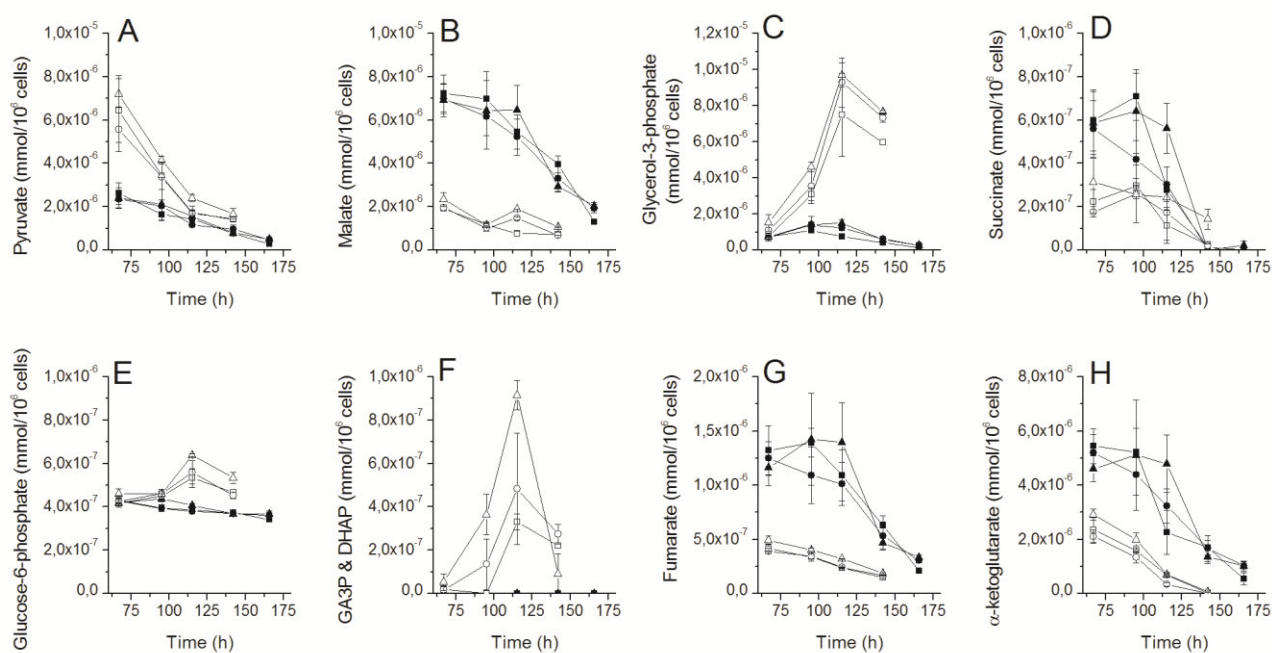 A
Pyruvate (mmol/10⁶ cells)
1,0x10⁻⁵
8,0x10⁻⁶
6,0x10⁻⁶
4,0x10⁻⁶
2,0x10⁻⁶
0,0
75 100 125 150 175
Time (h)
B
Malate (mmol/10⁶ cells)
1,0x10⁻⁵
8,0x10⁻⁶
6,0x10⁻⁶
4,0x10⁻⁶
2,0x10⁻⁶
0,0
75 100 125 150 175
Time (h)
C
Glycerol-3-phosphate
(mmol/10⁶ cells)
1,2x10⁻⁵
1,0x10⁻⁵
8,0x10⁻⁶
6,0x10⁻⁶
4,0x10⁻⁶
2,0x10⁻⁶
0,0
75 100 125 150 175
Time (h)
D
Succinate (mmol/10⁶ cells)
1,0x10⁻⁶
8,0x10⁻⁷
6,0x10⁻⁷
4,0x10⁻⁷
2,0x10⁻⁷
0,0
75 100 125 150 175
Time (h)
E
Glucose-6-phosphate (mmol/10⁶ cells)
1,0x10⁻⁶
8,0x10⁻⁷
6,0x10⁻⁷
4,0x10⁻⁷
2,0x10⁻⁷
0,0
75 100 125 150 175
Time (h)
F
GA3P & DHAP (mmol/10⁶ cells)
1,0x10⁻⁶
8,0x10⁻⁷
6,0x10⁻⁷
4,0x10⁻⁷
2,0x10⁻⁷
0,0
75 100 125 150 175
Time (h)
G
Fumarate (mmol/10⁶ cells)
2,0x10⁻⁶
1,5x10⁻⁶
1,0x10⁻⁶
5,0x10⁻⁷
0,0
75 100 125 150 175
Time (h)
H
α-ketoglutarate (mmol/10⁶ cells)
8,0x10⁻⁶
6,0x10⁻⁶
4,0x10⁻⁶
2,0x10⁻⁶
0,0
75 100 125 150 175
Time (h)